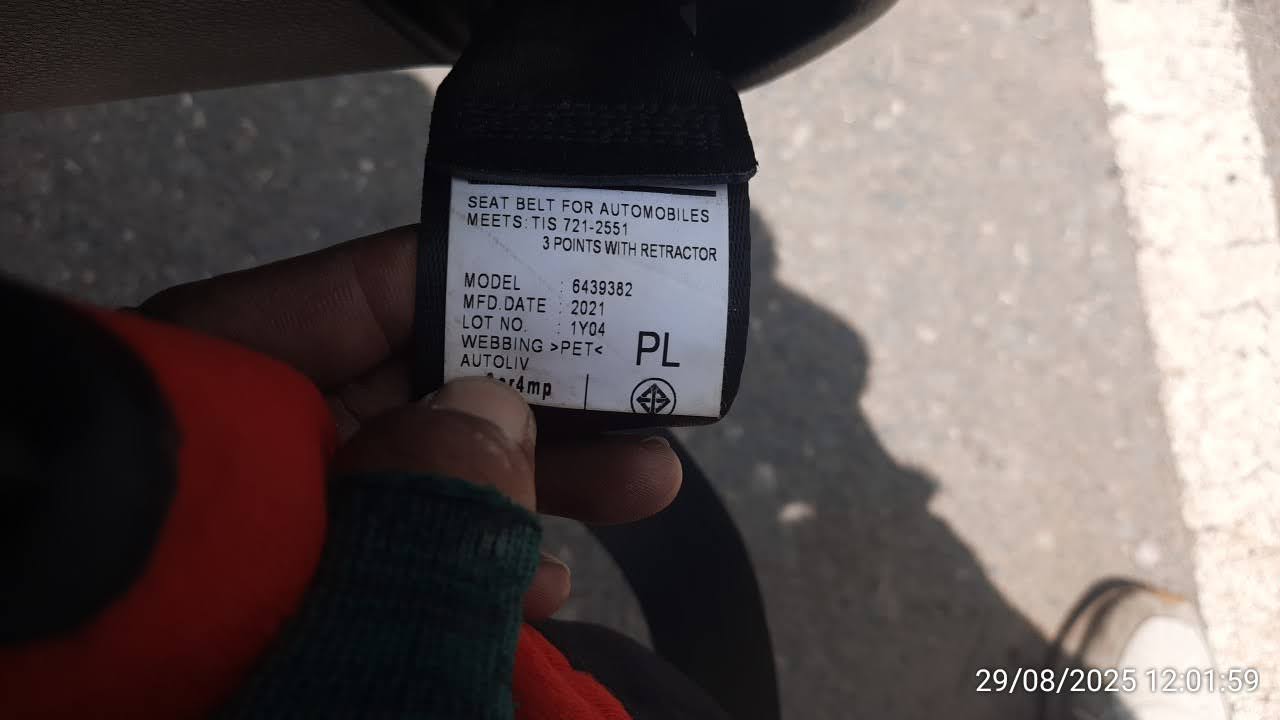 SEAT BELT FOR AUTOMOBILES
MEETS: TIS 721-2551
3 POINTS WITH RETRACTOR
MODEL : 6439382
MFD.DATE : 2021
LOT NO. : 1Y04
WEBBING >PET<
PL
AUTOLIV
29/08/2025 12:01:59